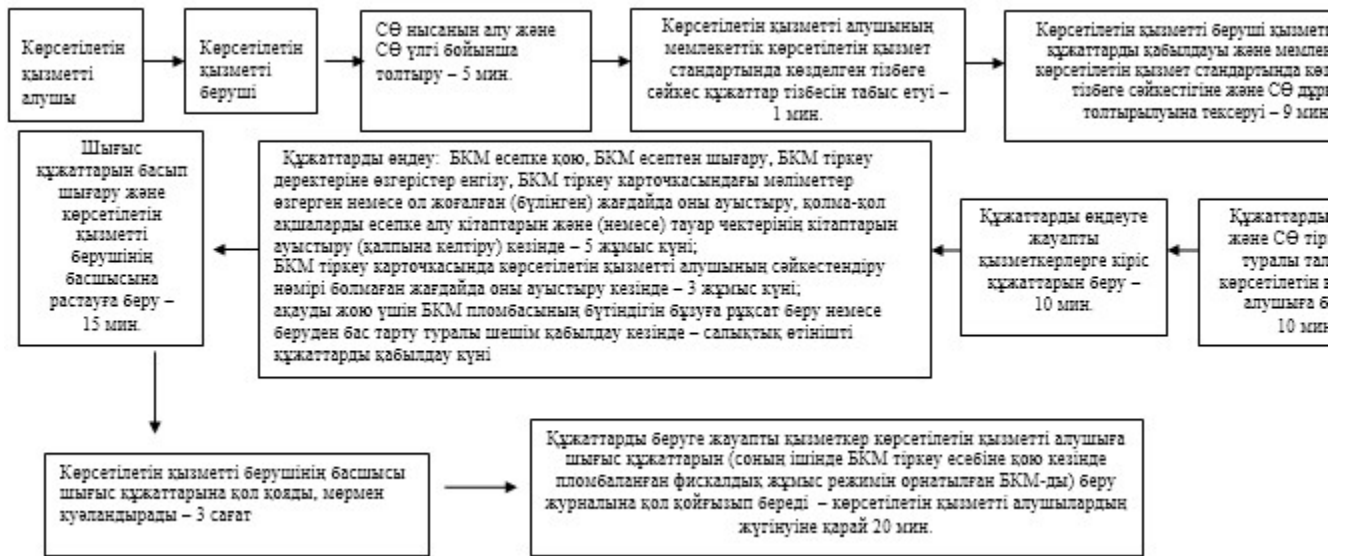 Көрсетілетін
қызметті
алушы
Көрсетілетін
қызметті
беруші
СӨ нысанын алу және
СӨ үлгі бойынша
толтыру – 5 мин.
Көрсетілетін қызметті алушының
мемлекеттік көрсетілетін қызмет
стандартында көзделген тізбеге
сәйкес құжаттар тізбесін табыс етуі –
1 мин.
Көрсетілетін қызметті беруші
құжаттарды қабылдауы және
көрсетілетін қызмет стандартында
тізбеге сәйкестігіне және СӨ
толтырылуына тексеруі – 9 мин
Құжаттарды
және СӨ
туралы
көрсетілетін
алушыға
10
Құжаттарды өңдеуге
жауапты
қызметкерлерге кіріс
құжаттарын беру –
10 мин.
Құжаттарды өңдеу: БКМ есепке қою, БКМ есептен шығару, БКМ тіркеу
деректеріне өзгерістер енгізу, БКМ тіркеу карточкасындағы мәліметтер
өзгерген немесе ол жоғалған (бүлінген) жағдайда оны ауыстыру, қолма-қол
ақшаларды есепке алу кітаптарын және (немесе) тауар чектерінің кітаптарын
ауыстыру (қалпына келтіру) кезінде – 5 жұмыс күні;
БКМ тіркеу карточкасында көрсетілетін қызметті алушының сәйкестендіру
нөмірі болмаған жағдайда оны ауыстыру кезінде – 3 жұмыс күні;
ақауды жою үшін БКМ пломбасының бүтіндігін бұзуға рұқсат беру немесе
беруден бас тарту туралы шешім қабылдау кезінде – салықтық өтінішті
құжаттарды қабылдау күні
Шығыс
құжаттарын басып
шығару және
көрсетілетін
қызметті
берушінің
басшысына
растауға беру –
15 мин.
Көрсетілетін қызметті берушінің басшысы
шығыс құжаттарына қол қояды, мөрмен
куәландырады – 3 сағат
Құжаттарды беруге жауапты қызметкер көрсетілетін қызметті алушыға
шығыс құжаттарын (соның ішінде БКМ тіркеу есебіне қою кезінде
пломбаланған фискалдық жұмыс режимін орнатылған БКМ-ды) беру
журналына қол қойғызып береді – көрсетілетін қызметті алушылардың
жүгінуіне қарай 20 мин.